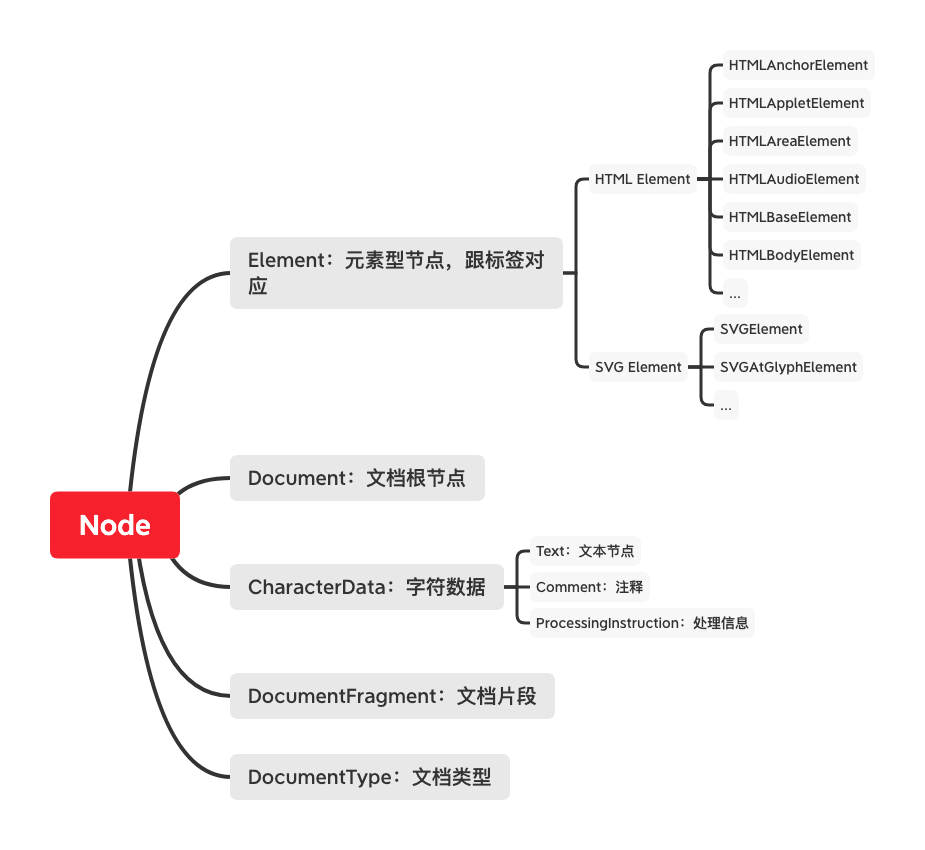 Node
Element：元素型节点，跟标签对
应
HTML Element
HTMLAnchorElement
HTMLAppletElement
HTMLAreaElement
HTMLAudioElement
HTMLBaseElement
HTMLBodyElement
...
SVG Element
SVGElement
SVGAtGlyphElement
...
Document：文档根节点
CharacterData：字符数据
Text：文本节点
Comment：注释
ProcessingInstruction：处理信息
DocumentFragment：文档片段
DocumentType：文档类型